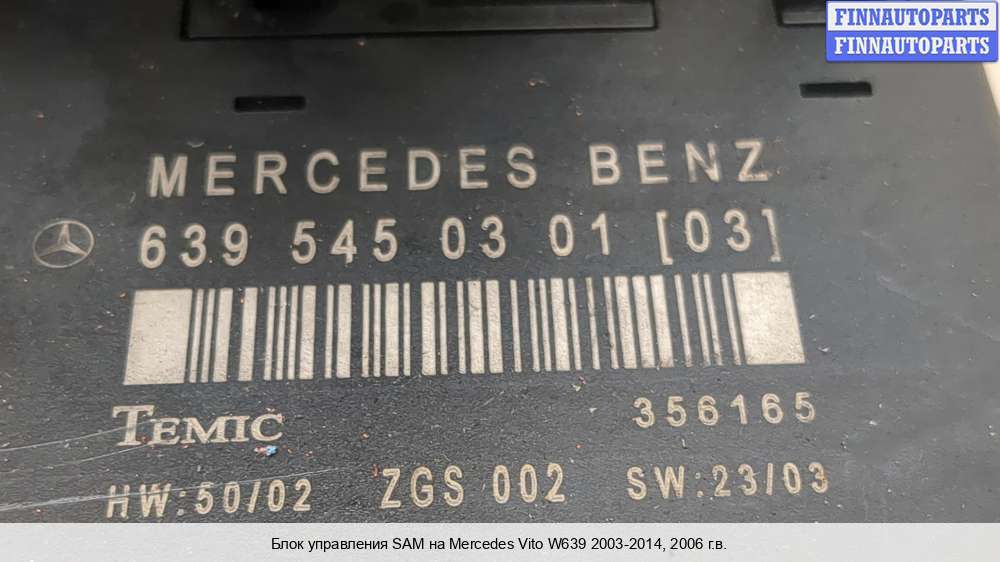 FINNAUTOPARTS
FINNAUTOPARTS
MERCEDES BENZ
639 545 03 01 [03]
TEMIC 356165
HW:50/02 ZGS 002 SW:23/03
Блок управления SAM на Mercedes Vito W639 2003-2014, 2006 г.в.